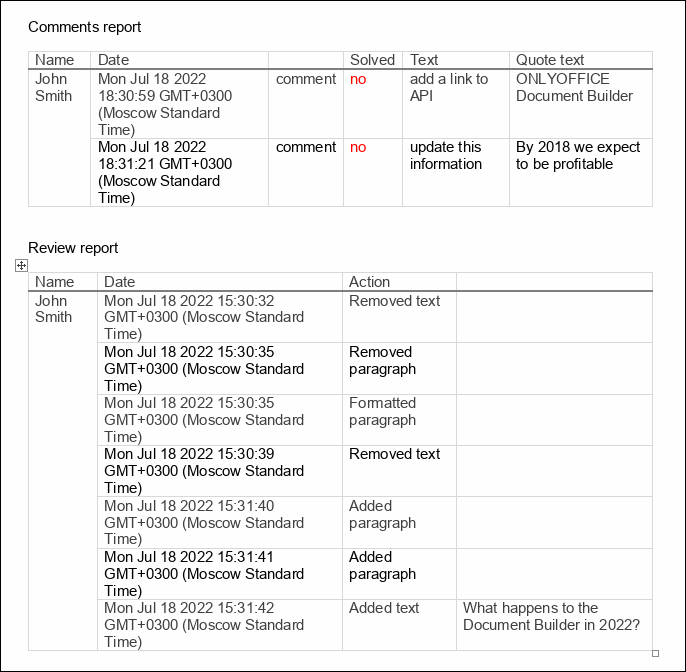 Comments report
Name Date Solved Text Quote text
John Mon Jul 18 2022 comment no add a link to ONLYOFFICE
Smith 18:30:59 GMT+0300 API Document Builder
(Moscow Standard
Time)
Mon Jul 18 2022 comment no update this By 2018 we expect
18:31:21 GMT+0300 information to be profitable
(Moscow Standard
Time)
Review report
Name Date Action
John Mon Jul 18 2022 15:30:32 Removed text
Smith GMT+0300 (Moscow Standard
Time)
Mon Jul 18 2022 15:30:35 Removed
GMT+0300 (Moscow Standard paragraph
Time)
Mon Jul 18 2022 15:30:35 Formatted
GMT+0300 (Moscow Standard paragraph
Time)
Mon Jul 18 2022 15:30:39 Removed text
GMT+0300 (Moscow Standard
Time)
Mon Jul 18 2022 15:31:40 Added
GMT+0300 (Moscow Standard paragraph
Time)
Mon Jul 18 2022 15:31:41 Added
GMT+0300 (Moscow Standard paragraph
Time)
Mon Jul 18 2022 15:31:42 Added text What happens to the
GMT+0300 (Moscow Standard Document Builder in 2022?
Time)